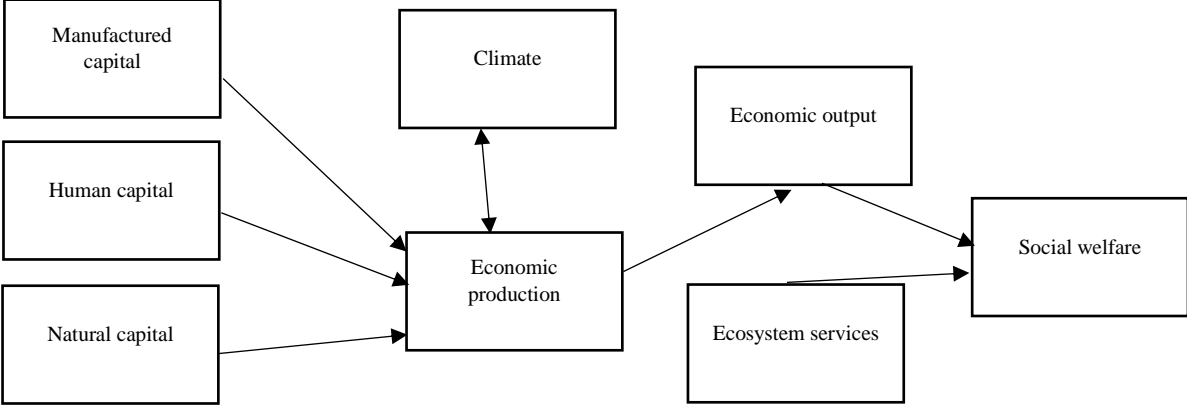 Manufactured
capital
Climate
Economic output
Human capital
Social welfare
Economic
production
Natural capital
Ecosystem services